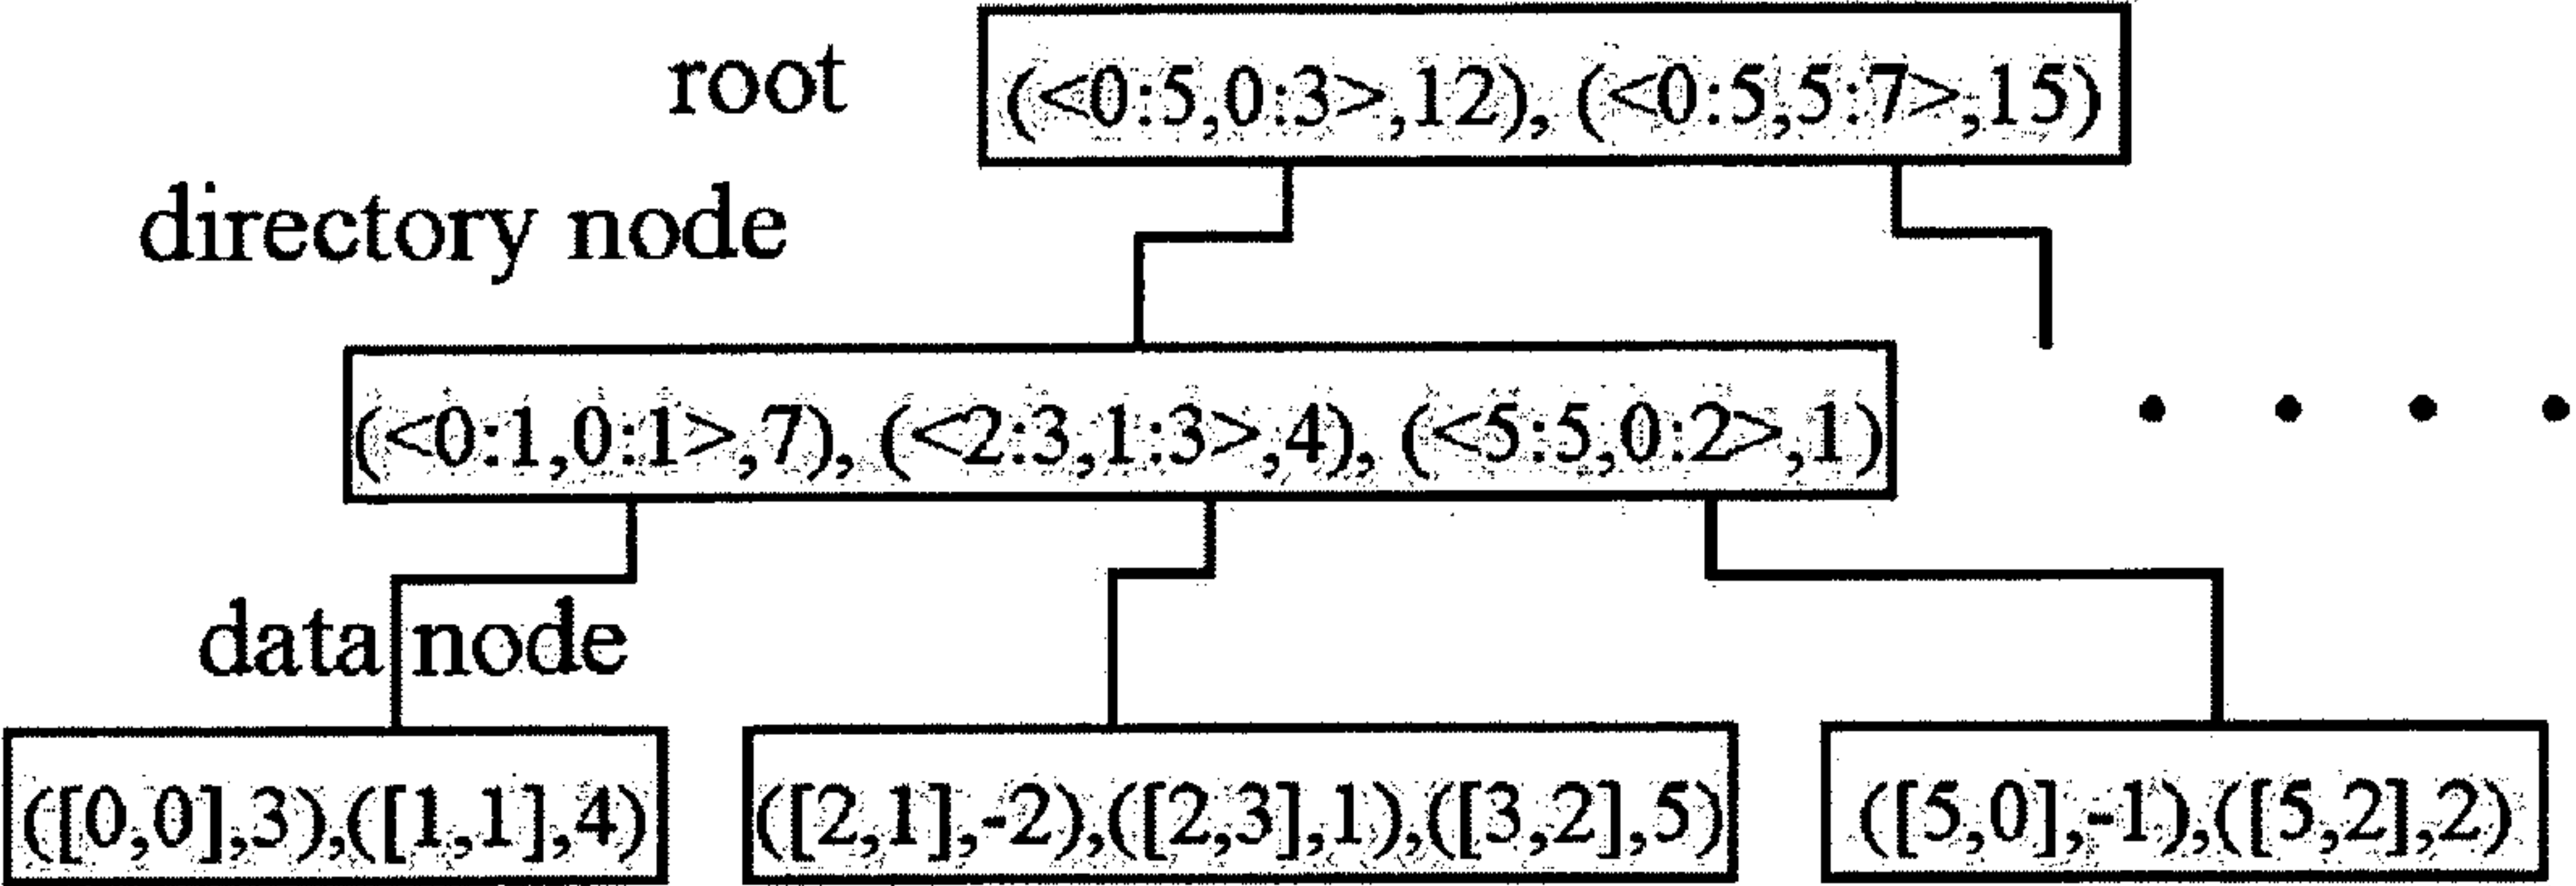 root
(<0:5,0:3>,12), (<0:5,5:7>,15)
directory node
(<0:1,0:1>,7), (<2:3,1:3>,4), (<5:5,0:2>,1)
data node
([0,0],3),([1,1],4)
([2,1],-2),([2,3],1),([3,2],5)
([5,0],-1),([5,2],2)